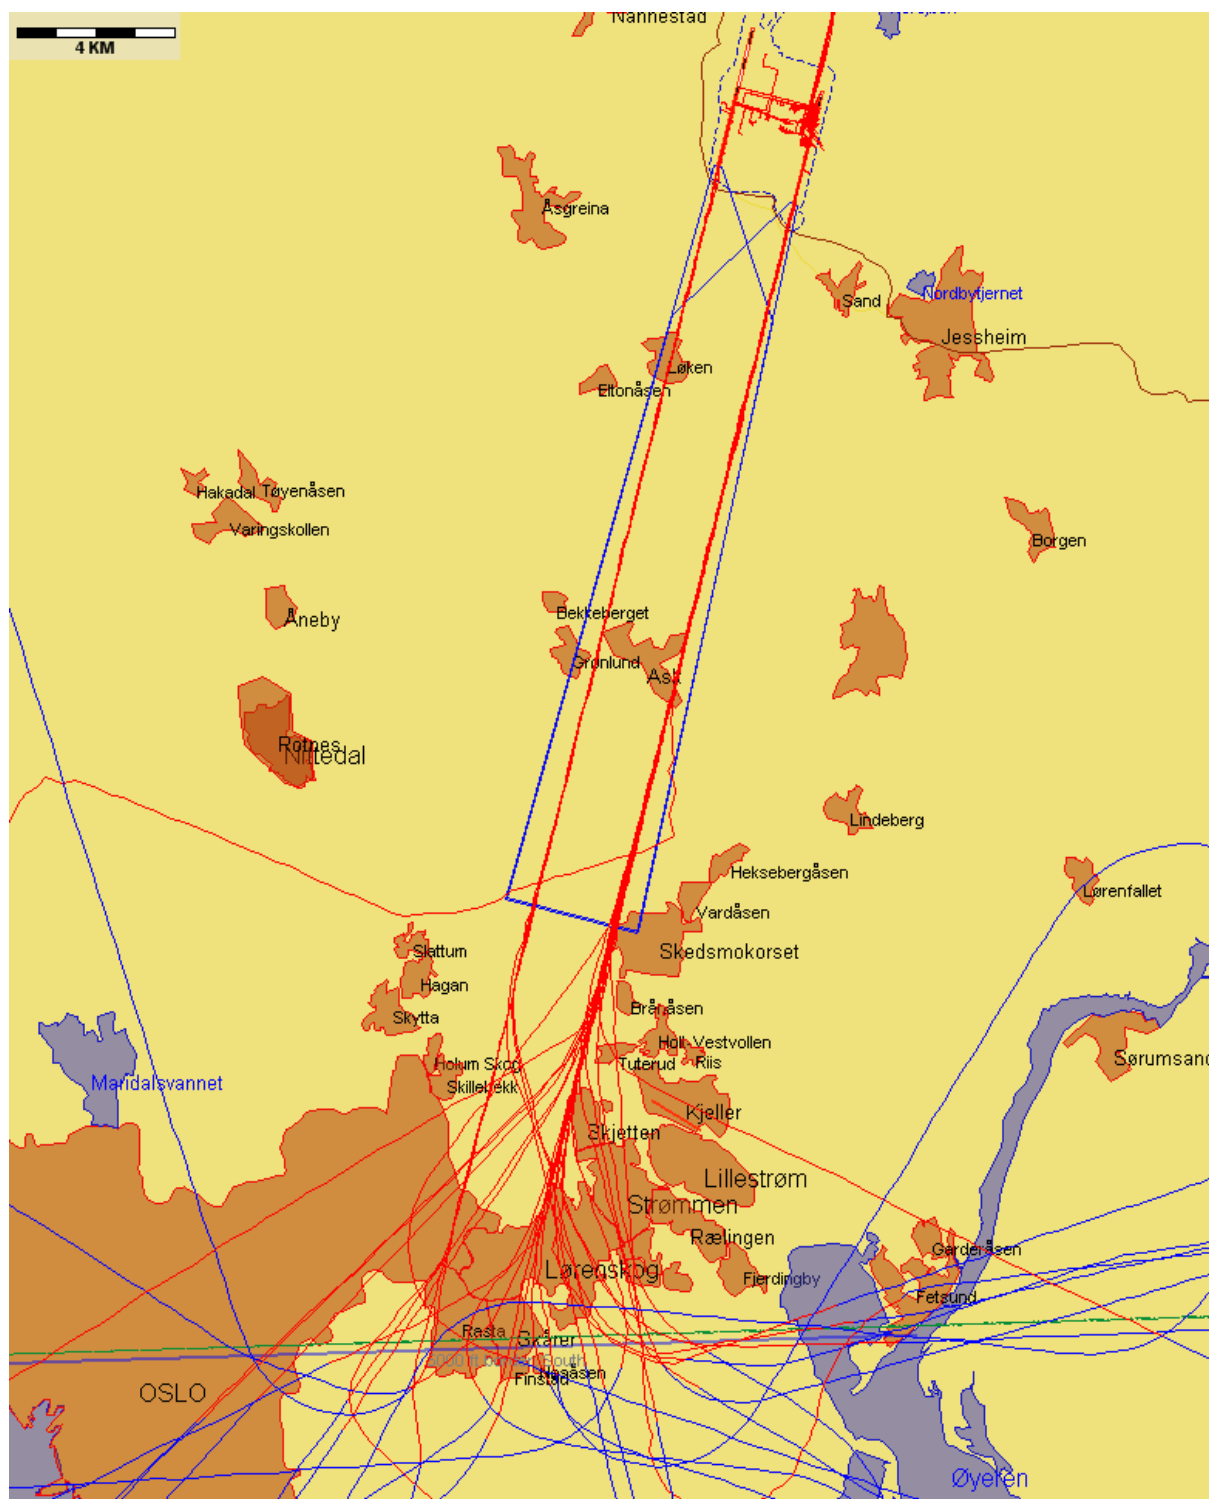 Nannestad
4 KM
Åsgreina
Sand
Nordbytjernet
Jessheim
Løken
Eltonåsen
Hakadal
Tøyenåsen
Varingskollen
Borgen
Bekkeberget
Åneby
Grønlund
Ask
Rotnes
Nittedal
Lindeberg
Heksebergåsen
Lørenfallet
Vardåsen
Slattum
Skedsmokorset
Hagan
Bråtåsen
Skytta
Vestvollen
Holum Skog
Tuterud
Riis
Sørumsand
Maridalsvannet
Skillebekk
Kjeller
Skjetten
Lillestrøm
Strømmen
Rælingen
Garderåsen
Lørenskog
Fjerdingby
Fetsund
Rasta
Skårer
South
Finstad
OSLO
Øyeren